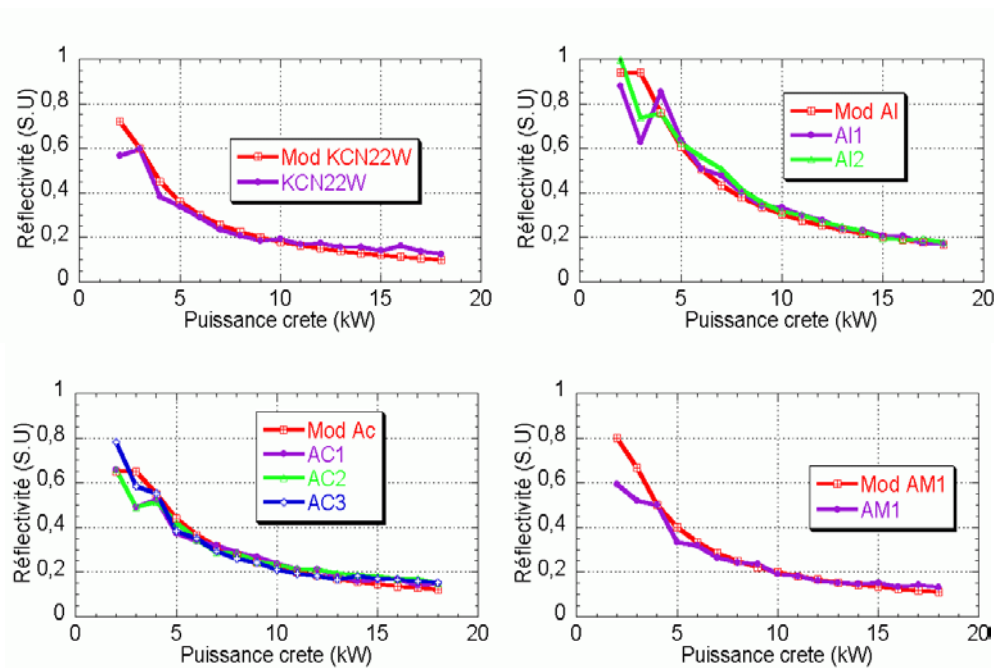 1
0,8
0,6
0,4
0,2
0
Réflectivité (S.U)
Mod KCN22W
KCN22W
0 5 10 15 20
Puissance crete (kW)
1
0,8
0,6
0,4
0,2
0
Réflectivité (S.U)
Mod Al
Al1
Al2
0 5 10 15 20
Puissance crete (kW)
1
0,8
0,6
0,4
0,2
0
Réflectivité (S.U)
Mod Ac
AC1
AC2
AC3
0 5 10 15 20
Puissance crete (kW)
1
0,8
0,6
0,4
0,2
0
Réflectivité (S.U)
Mod AM1
AM1
0 5 10 15 20
Puissance crete (kW)